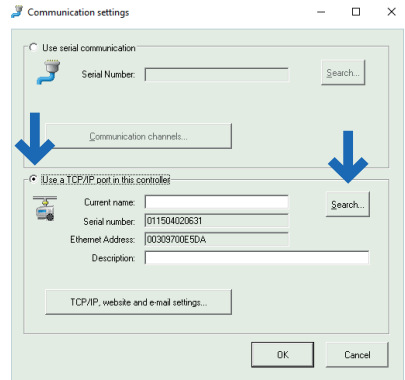 Communication settings
Use serial communication
Serial Number:
Search...
Communication channels...
Use a TCP/IP port in this controller
Current name:
Search...
Serial number: 011504020631
Ethernet Address: 00309700E5DA
Description:
TCP/IP, website and e-mail settings...
OK Cancel